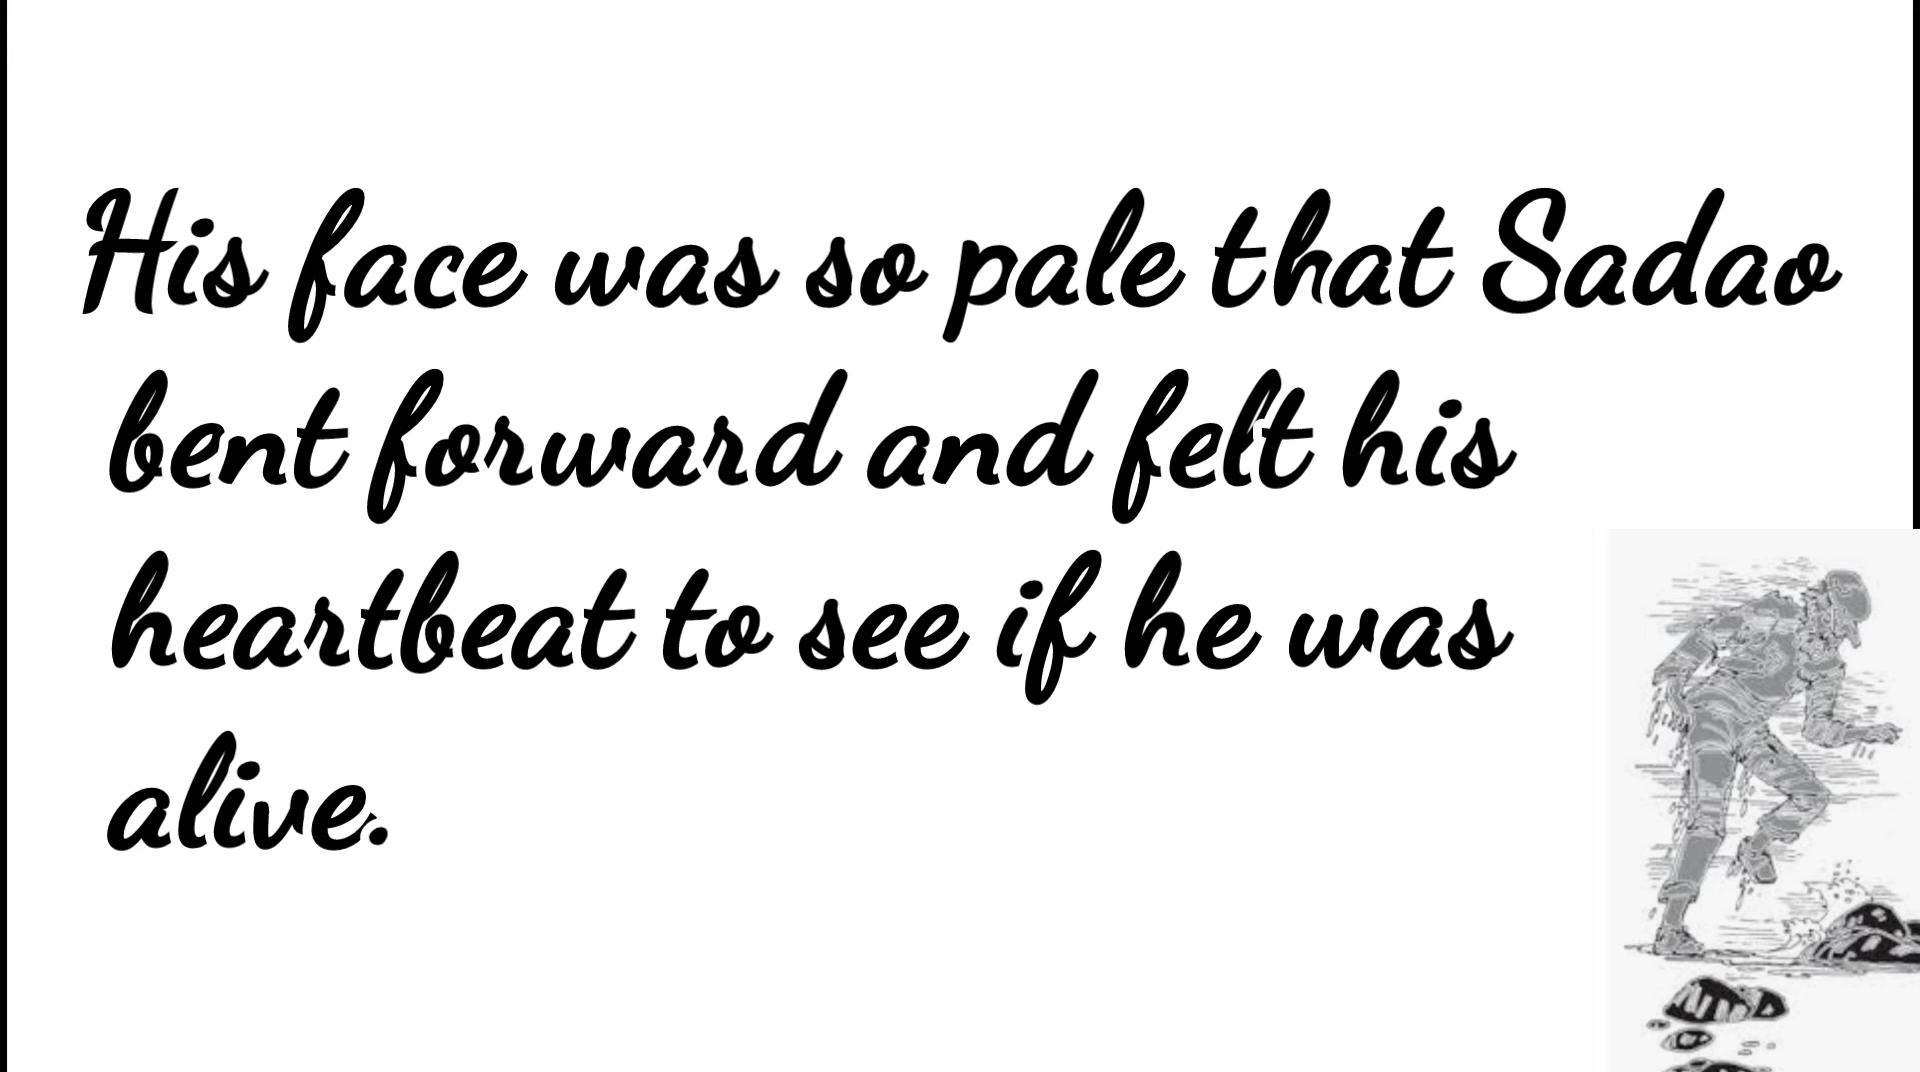 His face was so pale that Sadao
bent forward and felt his
heartbeat to see if he was
alive.